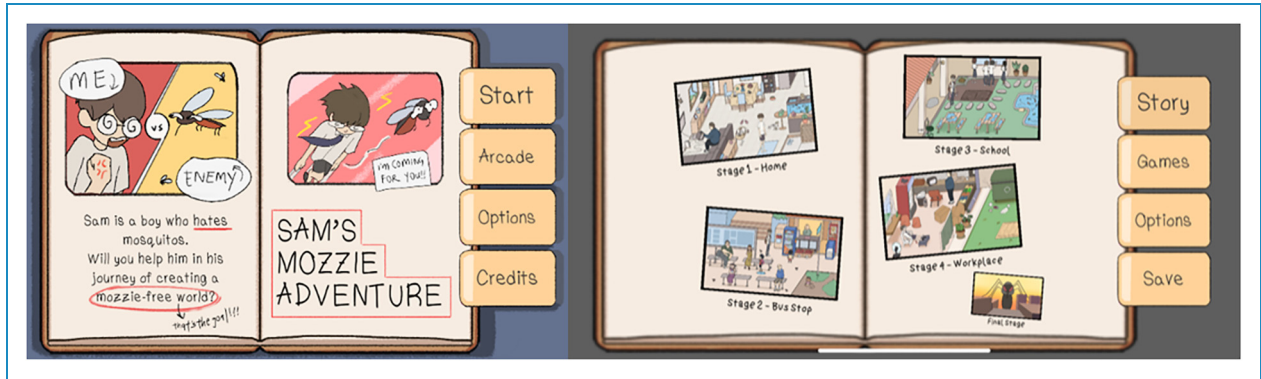 ME
vs
ENEMY
Sam is a boy who hates
mosquitos.
Will you help him in his
journey of creating a
mozzie-free world?
that's the goal!!!
I'M COMING
FOR YOU!!
SAM'S
MOZZIE
ADVENTURE
Start
Arcade
Options
Credits
Stage 1 - Home
Stage 2 - Bus Stop
Stage 3 - School
Stage 4 - Workplace
Final Stage
Story
Games
Options
Save